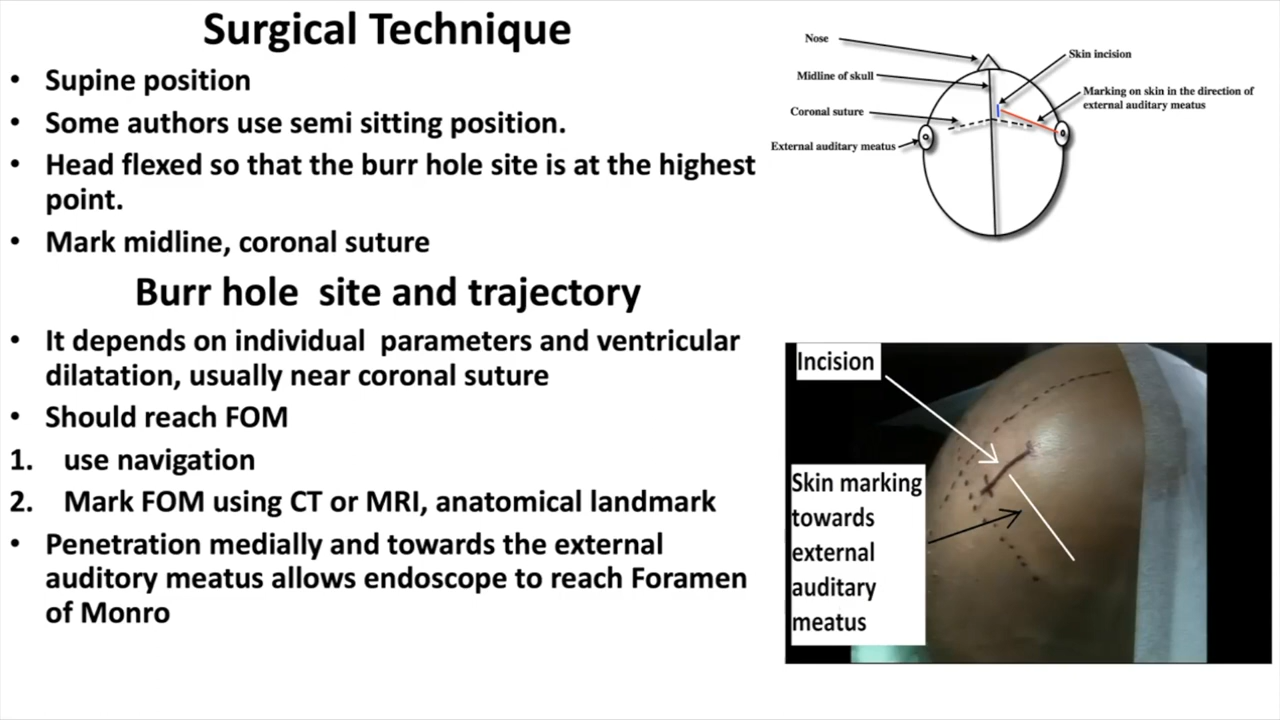 Surgical Technique
• Supine position
• Some authors use semi sitting position.
• Head flexed so that the burr hole site is at the highest
point.
• Mark midline, coronal suture
Burr hole site and trajectory
• It depends on individual parameters and ventricular
dilatation, usually near coronal suture
• Should reach FOM
1. use navigation
2. Mark FOM using CT or MRI, anatomical landmark
• Penetration medially and towards the external
auditory meatus allows endoscope to reach Foramen
of Monro
Nose
Skin incision
Midline of skull
Marking on skin in the direction of
external auditary meatus
Coronal suture
External auditary meatus
Incision
Skin marking
towards
external
auditary
meatus